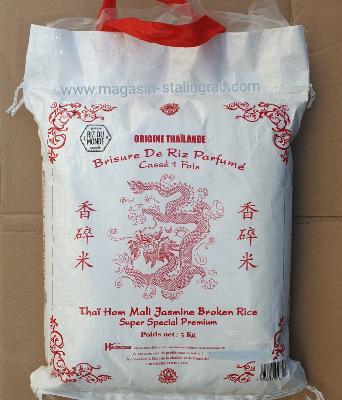 www.magasin-stalingrad.com
RIZ DU
MONDE
ORIGINE THAÏLANDE
Brisure De Riz Parfumé
Cassé 1 Fois
香碎米
香碎米
Thaï Hom Mali Jasmine Broken Rice
Super Special Premium
Poids net: 5 Kg